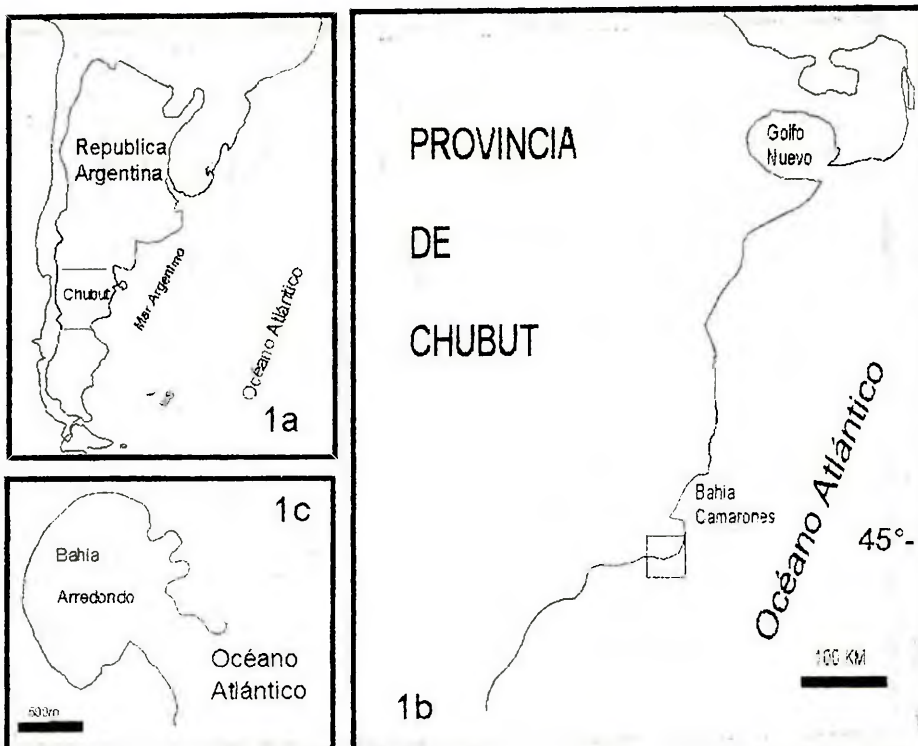 Republica
Argentina
Chubut
Mar Argentino
Océano Atlántico
1a
PROVINCIA
DE
CHUBUT
Golfo
Nuevo
Bahia
Camarones
Océano Atlántico
45°-
100 KM
1b
1c
Bahia
Arredondo
Océano
Atlántico
500m